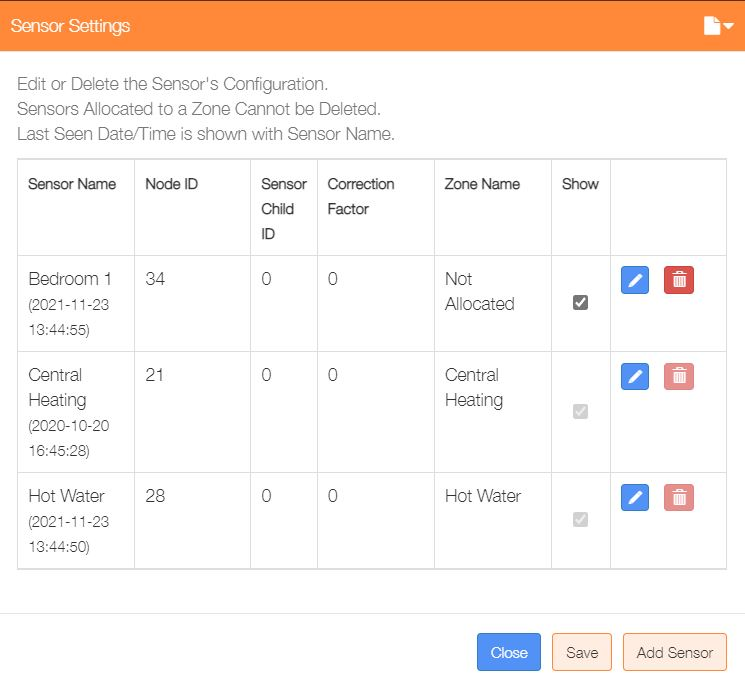 Sensor Settings
Edit or Delete the Sensor's Configuration.
Sensors Allocated to a Zone Cannot be Deleted.
Last Seen Date/Time is shown with Sensor Name.
Sensor Name Node ID Sensor Correction Zone Name Show
Child Factor
ID
Bedroom 1 34 0 0 Not
(2021-11-23 Allocated
13:44:55)
Central 21 0 0 Central
Heating Heating
(2020-10-20
16:45:28)
Hot Water 28 0 0 Hot Water
(2021-11-23
13:44:50)
Close Save Add Sensor